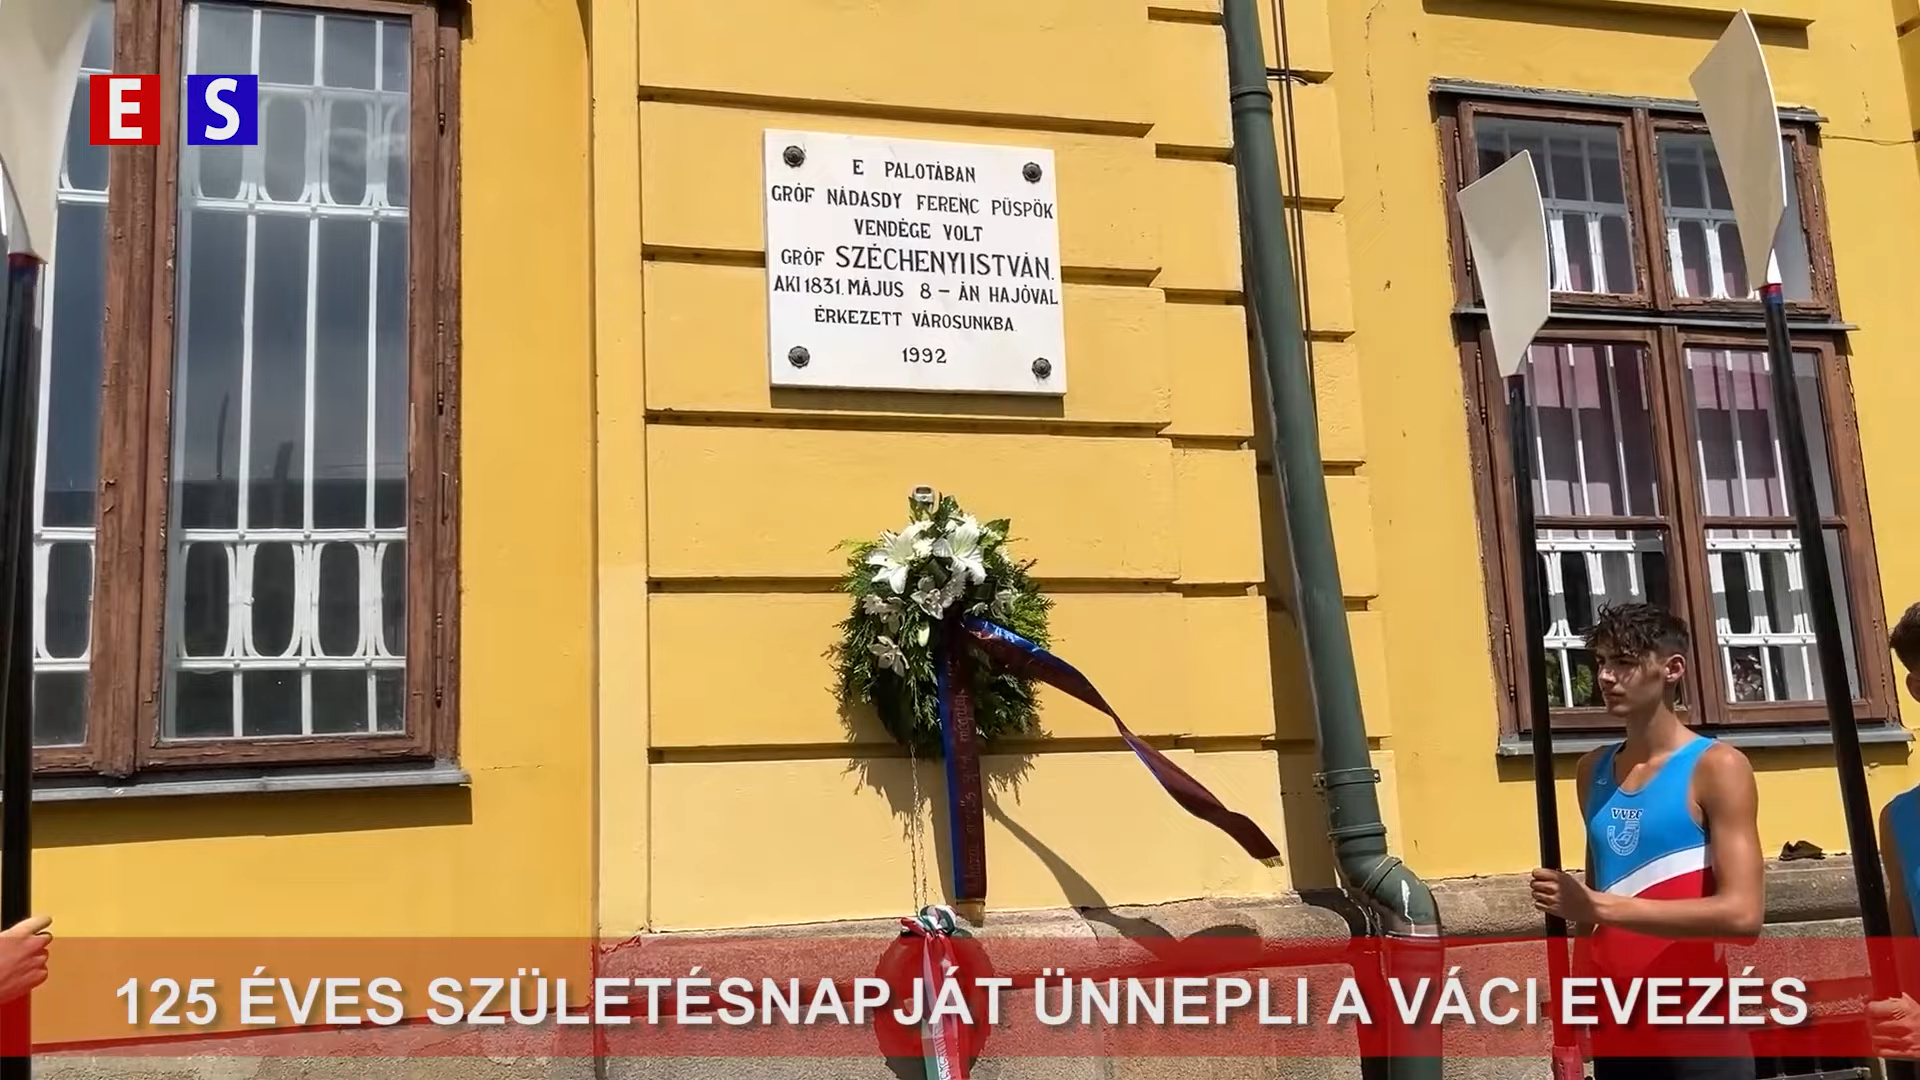 E S
E PALOTÁBAN
GRÓF NÁDASDY FERENC PÜSPÖK
VENDÉGE VOLT
GRÓF SZÉCHENYI ISTVÁN.
AKI 1831. MÁJUS 8 - ÁN HAJÓVAL
ÉRKEZETT VÁROSUNKBA.
1992
VVEC
125 ÉVES SZÜLETÉSNAPJÁT ÜNNEPLI A VÁCI EVEZÉS